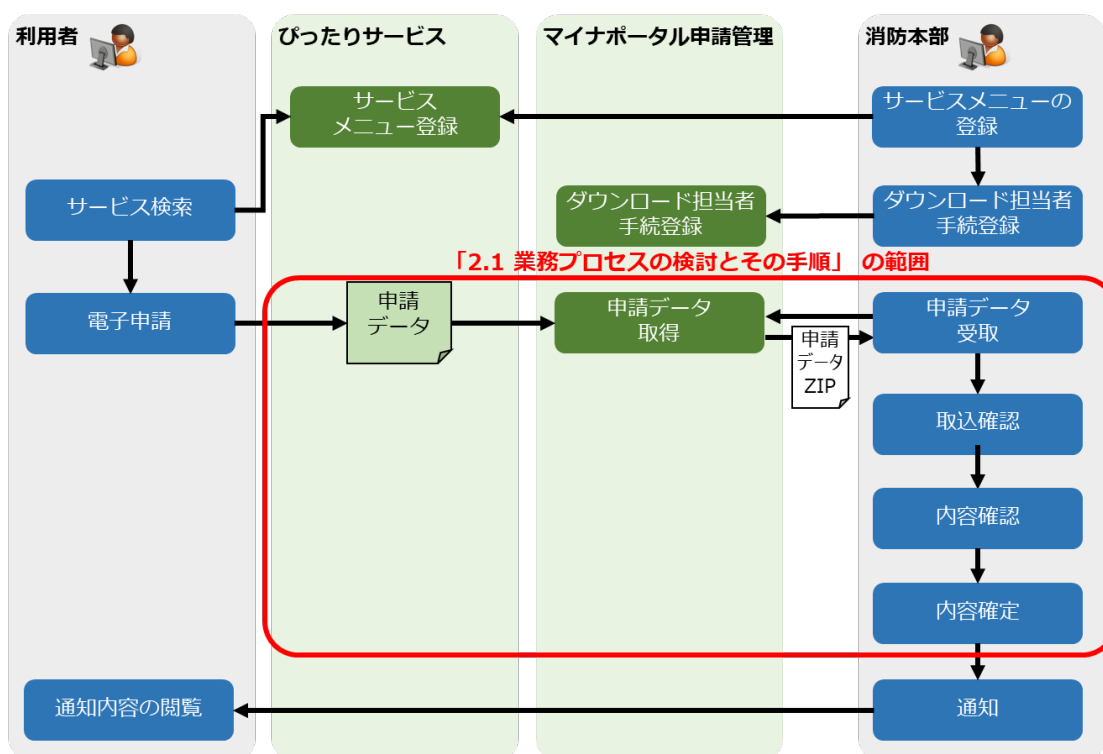 利用者
ぴったりサービス
マイナポータル申請管理
消防本部
サービス
メニュー登録
サービスメニューの
登録
サービス検索
ダウンロード担当者
手続登録
ダウンロード担当者
手続登録
「2.1 業務プロセスの検討とその手順」 の範囲
電子申請
申請
データ
申請データ
取得
申請
データ
ZIP
申請データ
受取
取込確認
内容確認
内容確定
通知内容の閲覧
通知